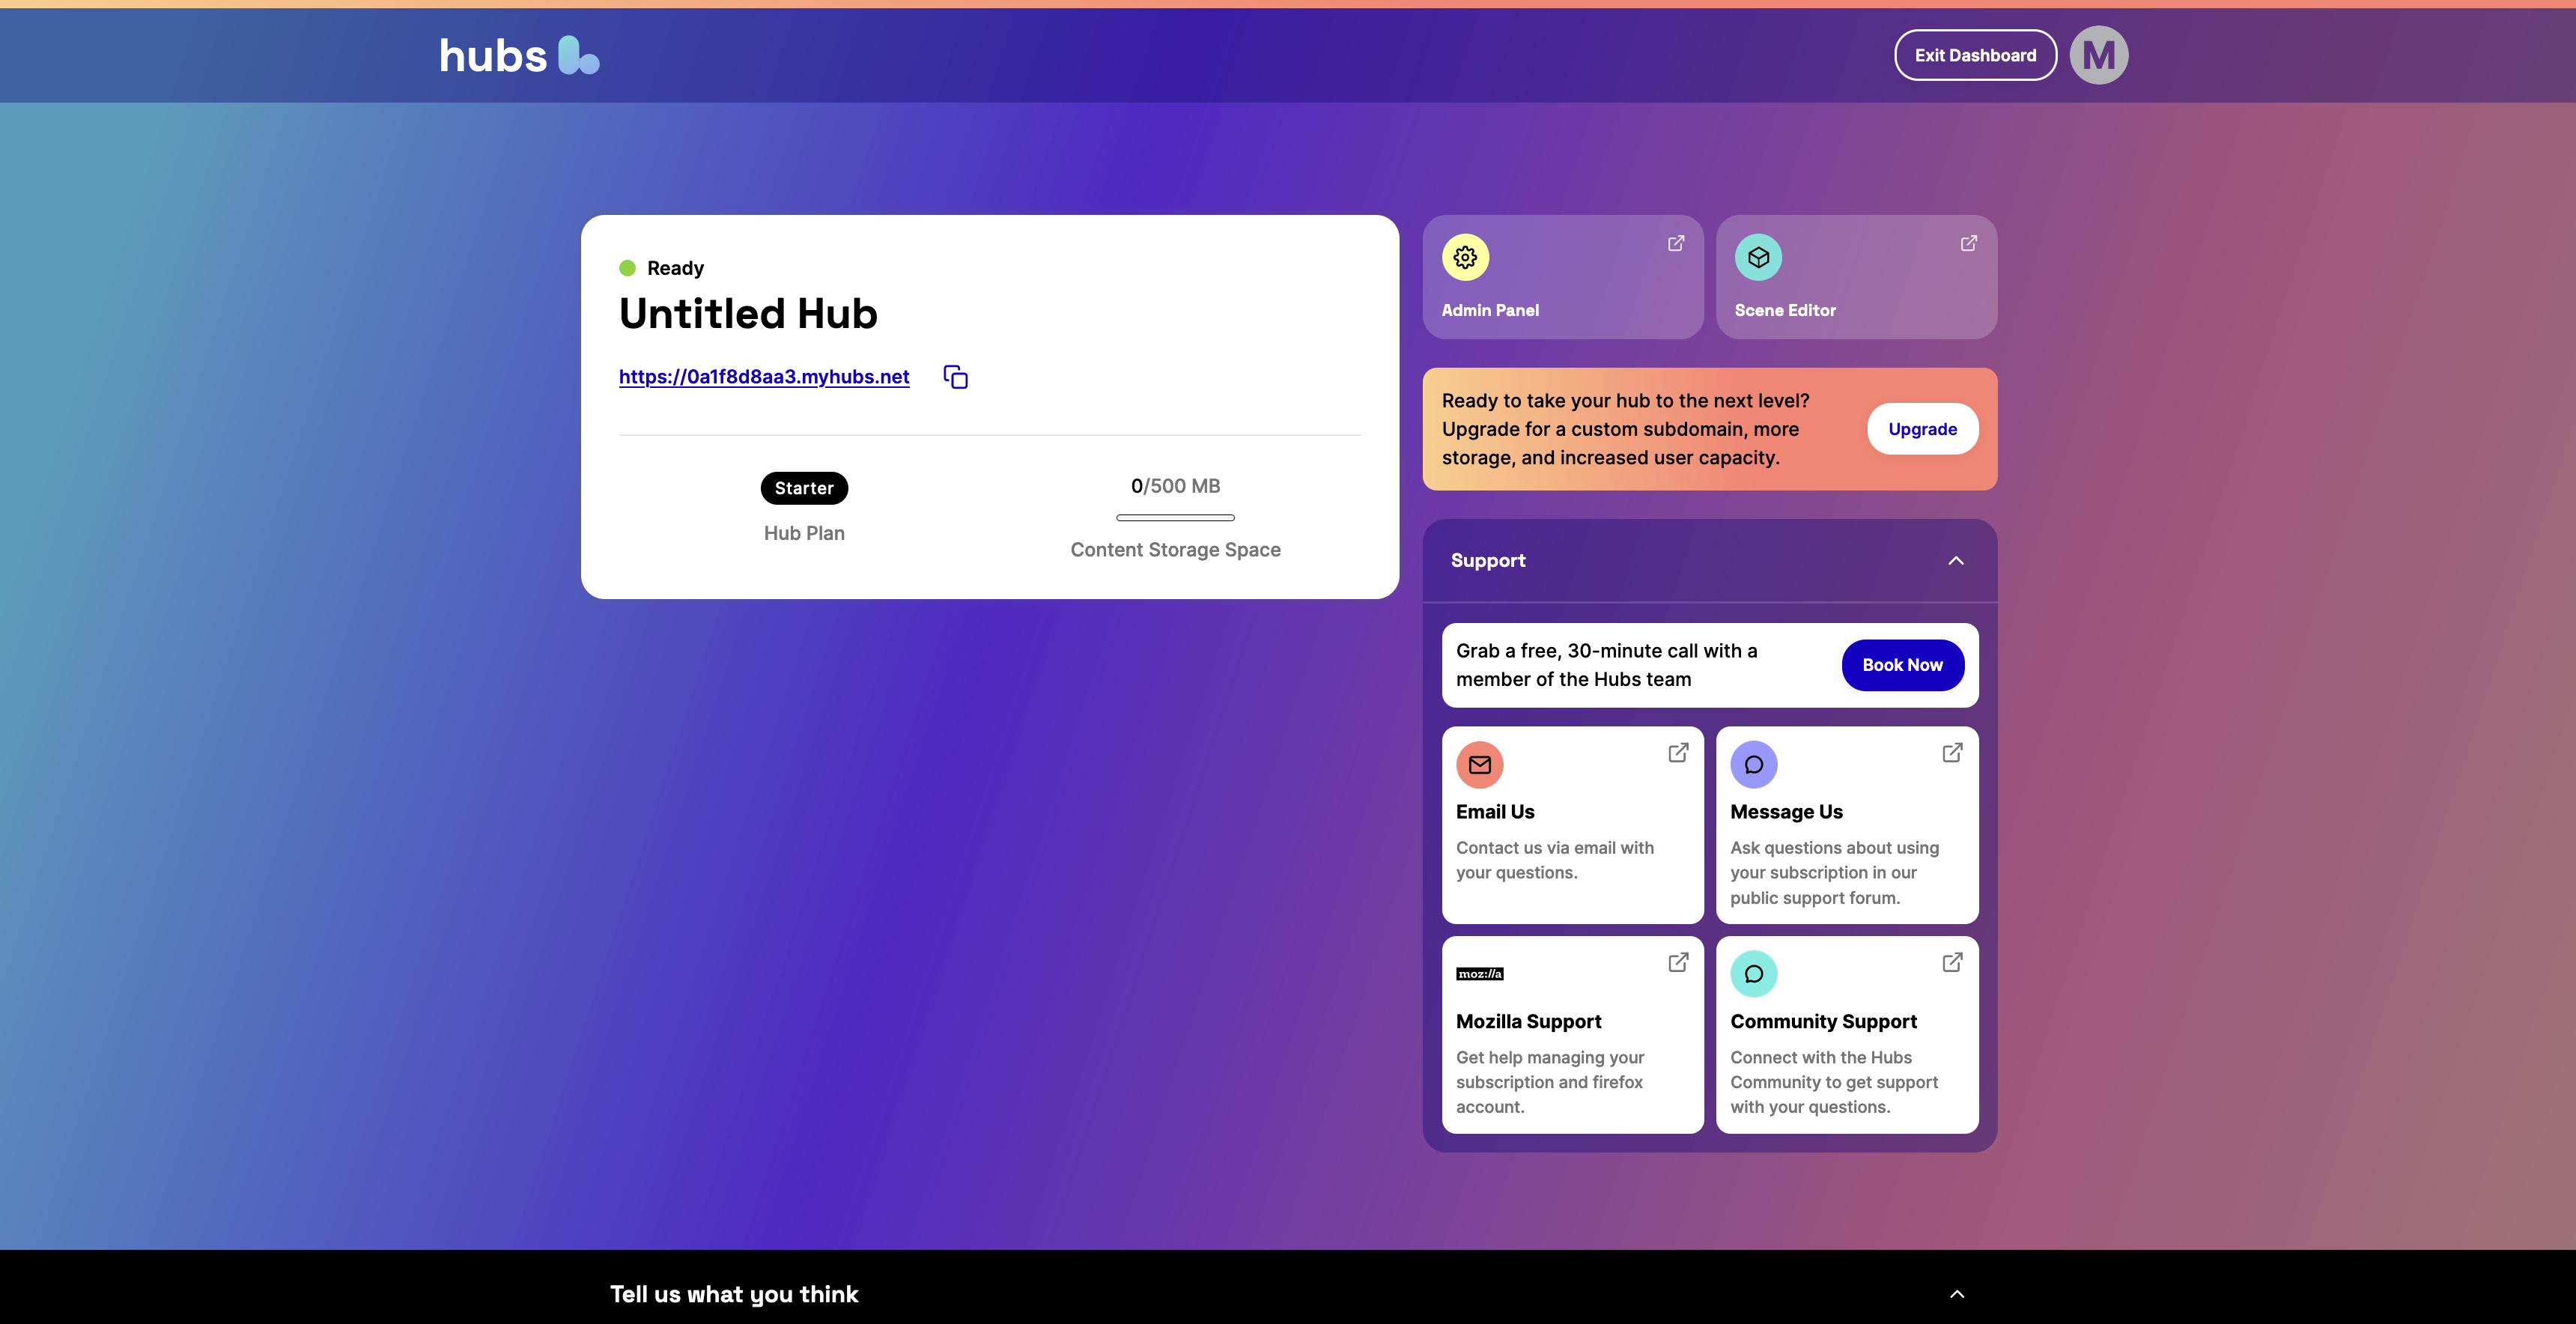 hubs
Exit Dashboard
M
Ready
Untitled Hub
https://0a1f8d8aa3.myhubs.net
Starter
Hub Plan
0/500 MB
Content Storage Space
Admin Panel
Scene Editor
Ready to take your hub to the next level?
Upgrade for a custom subdomain, more
storage, and increased user capacity.
Upgrade
Support
Grab a free, 30-minute call with a
member of the Hubs team
Book Now
Email Us
Contact us via email with
your questions.
Message Us
Ask questions about using
your subscription in our
public support forum.
moz://a
Mozilla Support
Get help managing your
subscription and firefox
account.
Community Support
Connect with the Hubs
Community to get support
with your questions.
Tell us what you think